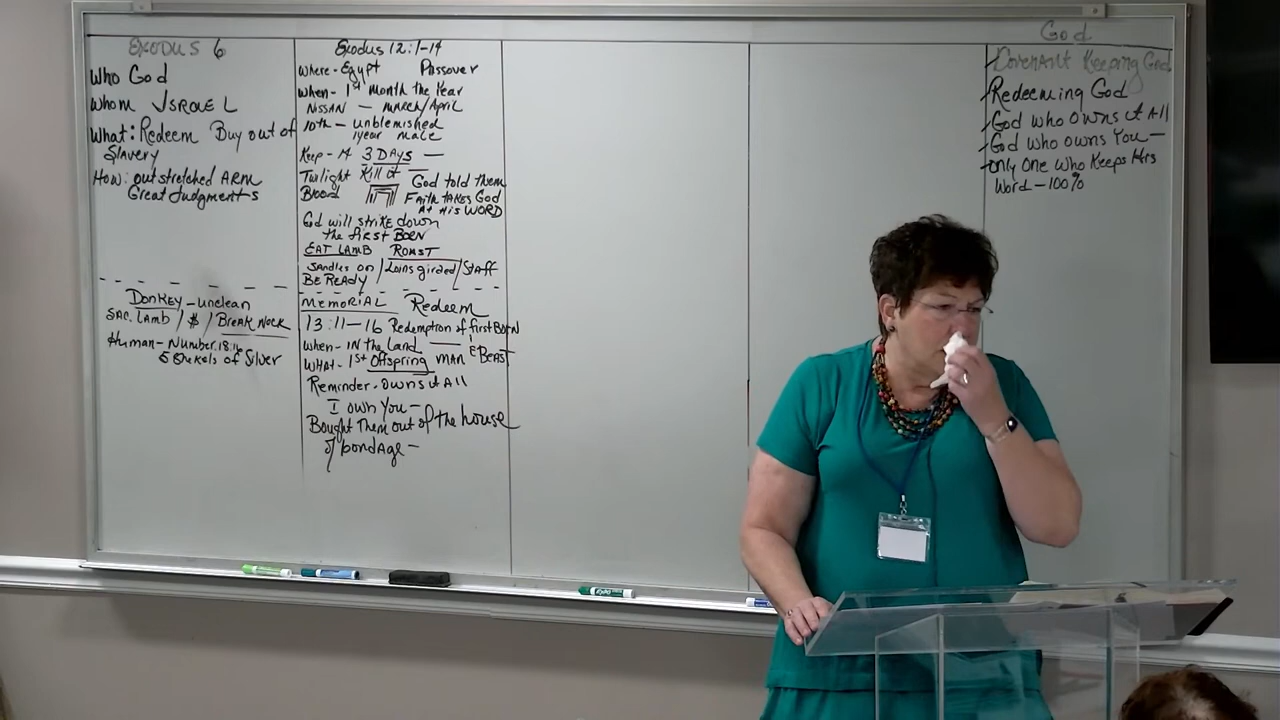 Exodus 6
Who God
Whom ISRAEL
What: Redeem Buy out of
Slavery
How: outstretched ARM
Great Judgments
DONKEY - unclean
SAC. LAMB / $ / BREAK NECK
Human - Number 18:16
5 Shekels of Silver
Exodus 12:1-14
Where - Egypt Passover
When - 1st Month the Year
NISSAN - MARCH/APRIL
10th - unblemished
1 year male
Keep - 14 3 DAYS -
Twilight Kill it -
Blood God told them
Faith TAKES God
At His WORD
God will strike down
the first BORN
EAT LAMB ROAST
Sandles on / Loins girded / Staff
BE READY
MEMORIAL Redeem
13:11-16 Redemption of first BORN
When - IN the Land - & Beast
WHAT - 1st Offspring MAN
Reminder - owns it All
I own You -
Bought Them out of the house
of bondage -
God
Covenant Keeping God
Redeeming God
God who owns it All
God who owns You -
only One who Keeps His
Word - 100%